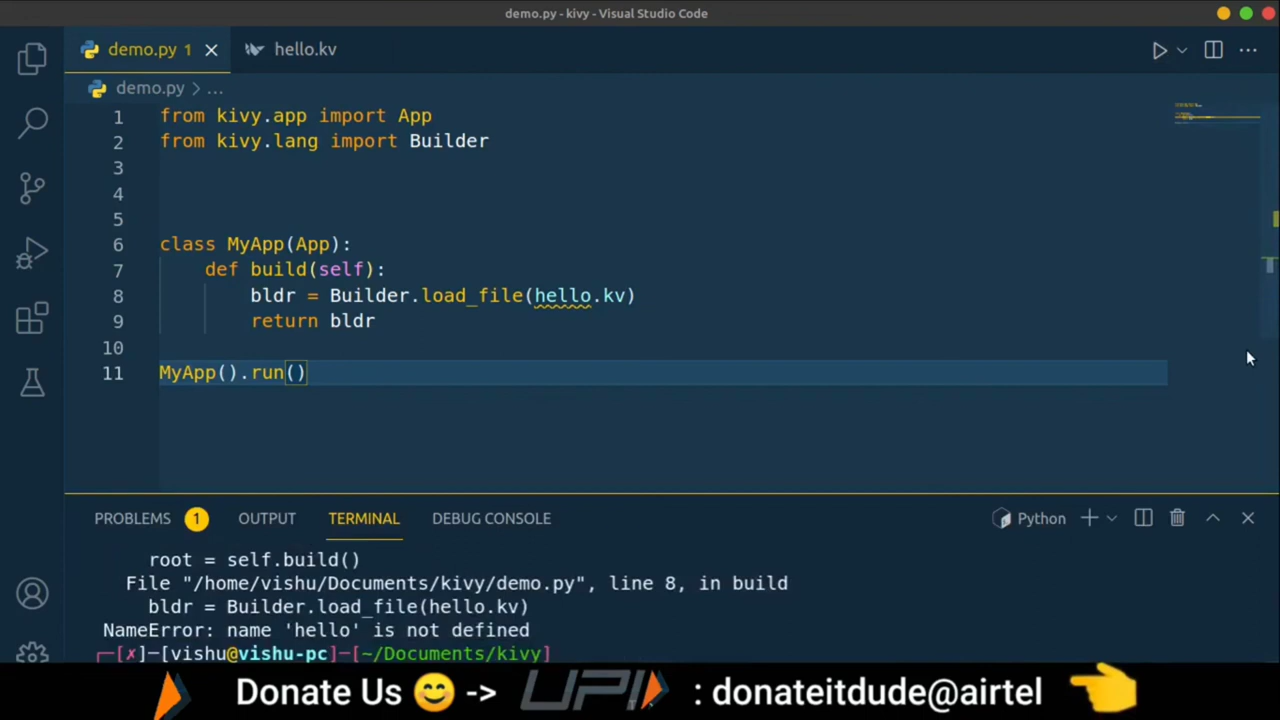 demo.py - kivy - Visual Studio Code
demo.py 1
hello.kv
demo.py > ...
1 from kivy.app import App
2 from kivy.lang import Builder
3
4
5
6 class MyApp(App):
7 def build(self):
8 bldr = Builder.load_file(hello.kv)
9 return bldr
10
11 MyApp().run()
PROBLEMS 1 OUTPUT TERMINAL DEBUG CONSOLE Python
root = self.build()
File "/home/vishu/Documents/kivy/demo.py", line 8, in build
bldr = Builder.load_file(hello.kv)
NameError: name 'hello' is not defined
┌─[✗]─[vishu@vishu-pc]─[~/Documents/kivy]
Donate Us 😊 -> UPI : donateitdude@airtel